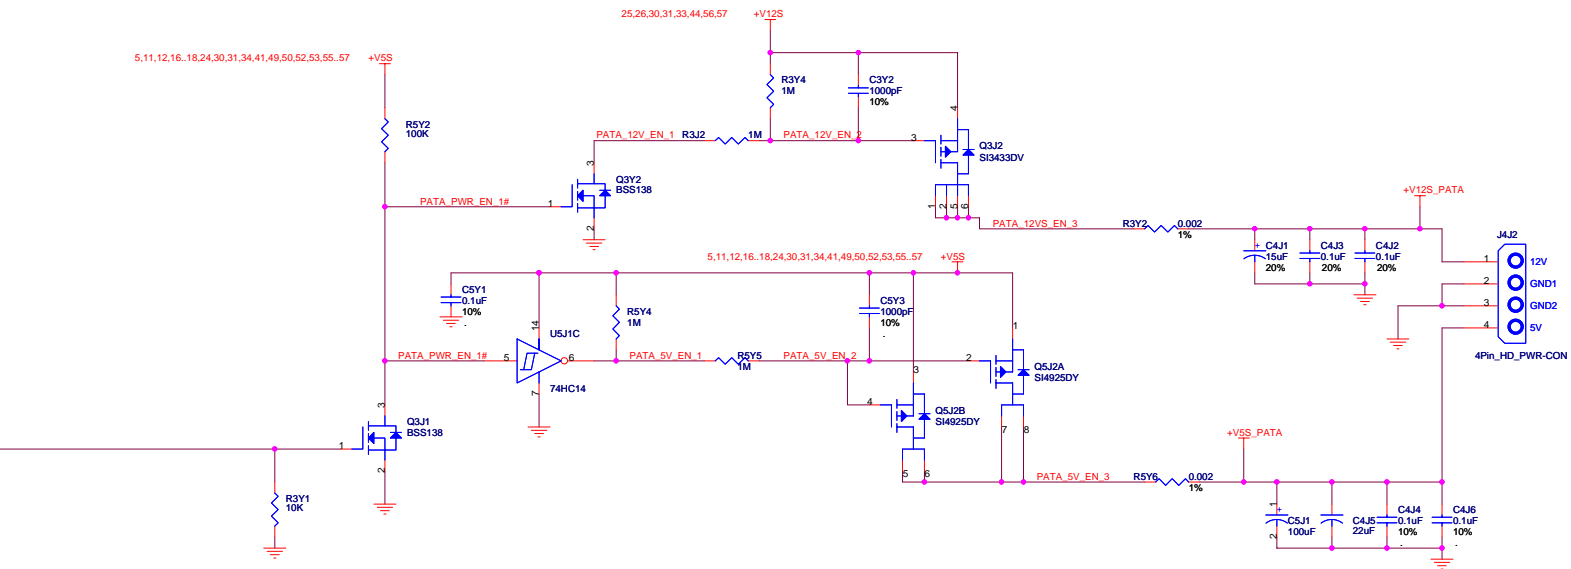 25,26,30,31,33,44,56,57
+V12S
5,11,12,16..18,24,30,31,34,41,49,50,52,53,55..57
+V5S
R3Y4
1M
C3Y2
1000pF
10%
R5Y2
100K
PATA_12V_EN_1
R3J2
1M
PATA_12V_EN_2
3
4
Q3J2
SI3433DV
1
2
5
6
3
Q3Y2
BSS138
1
2
PATA_PWR_EN_1#
+V12S_PATA
PATA_12VS_EN_3
R3Y2
0.002
1%
C4J1
15uF
20%
+
C4J3
0.1uF
20%
C4J2
0.1uF
20%
J4J2
1
12V
2
GND1
3
GND2
4
5V
4Pin_HD_PWR-CON
5,11,12,16..18,24,30,31,34,41,49,50,52,53,55..57
+V5S
C5Y1
0.1uF
10%
.
14
U5J1C
R5Y4
1M
C5Y3
1000pF
10%
.
PATA_PWR_EN_1#
5
6
PATA_5V_EN_1
R5Y5
1M
PATA_5V_EN_2
2
1
Q5J2A
SI4925DY
7
74HC14
3
4
Q5J2B
SI4925DY
7
8
5
6
3
Q3J1
BSS138
1
2
R3Y1
10K
+V5S_PATA
PATA_5V_EN_3
R5Y6
0.002
1%
1
+
2
C5J1
100uF
C4J5
22uF
C4J4
0.1uF
10%
.
C4J6
0.1uF
10%
.